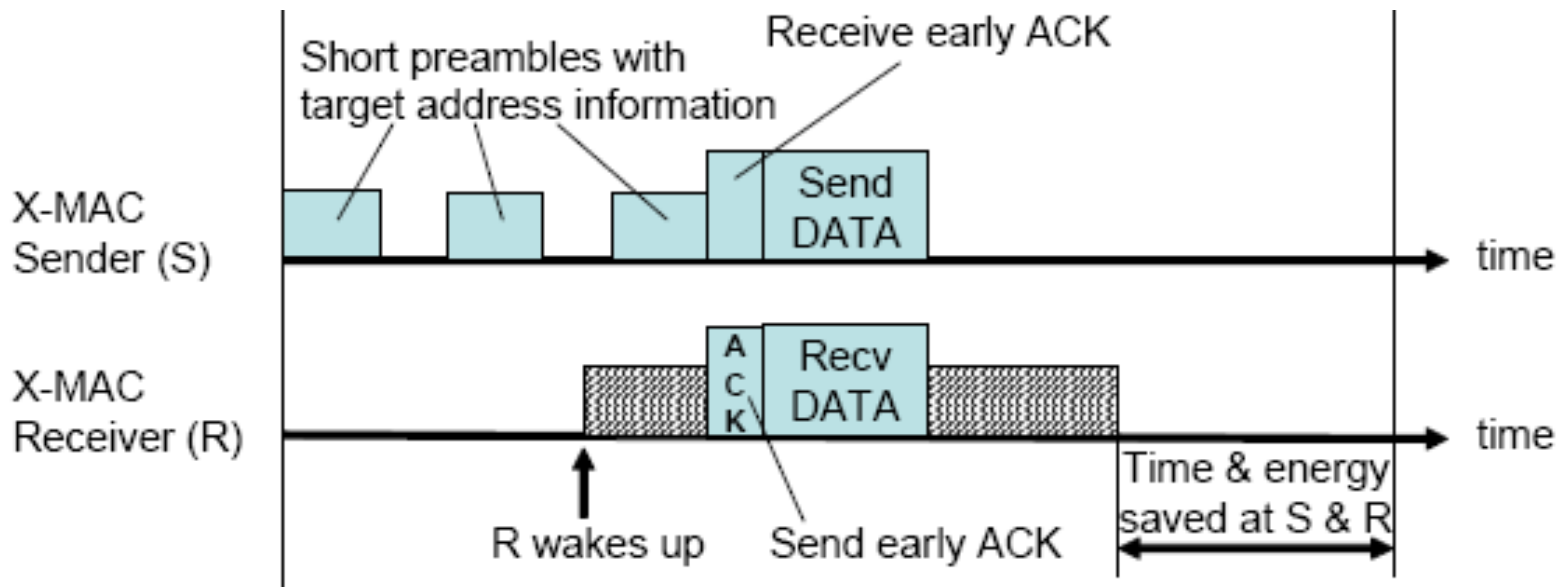 Receive early ACK
Short preambles with
target address information
X-MAC
Sender (S)
Send
DATA
time
X-MAC
Receiver (R)
A
C
K
Recv
DATA
time
R wakes up
Send early ACK
Time & energy
saved at S & R